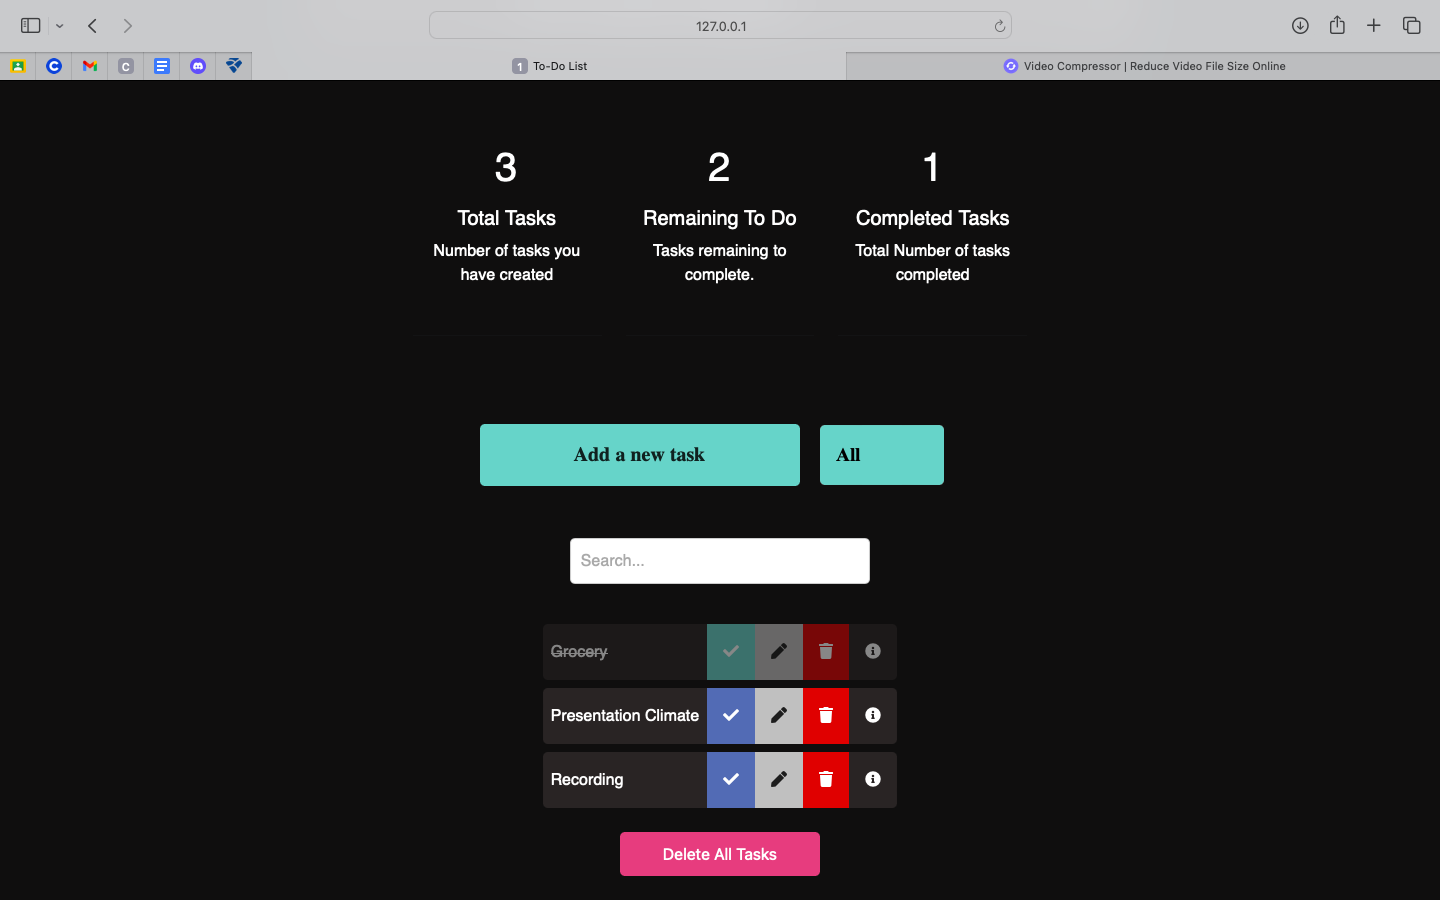 127.0.0.1
C
1 To-Do List
Video Compressor | Reduce Video File Size Online
3
2
1
Total Tasks
Remaining To Do
Completed Tasks
Number of tasks you
have created
Tasks remaining to
complete.
Total Number of tasks
completed
Add a new task
All
Search...
Grocery
Presentation Climate
Recording
Delete All Tasks